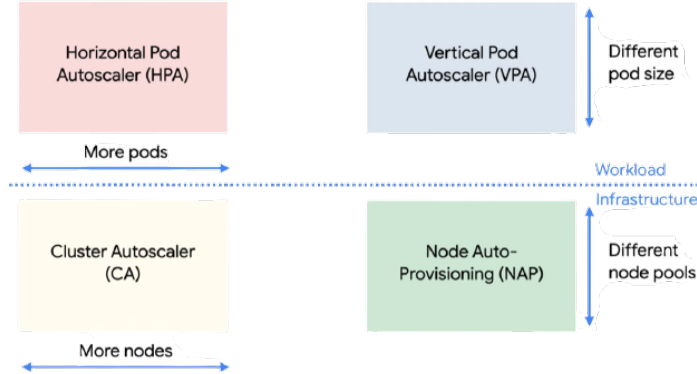 Horizontal Pod
Autoscaler (HPA)
Vertical Pod
Autoscaler (VPA)
Different
pod size
More pods
Workload
Infrastructure
Cluster Autoscaler
(CA)
Node Auto-
Provisioning (NAP)
Different
node pools
More nodes